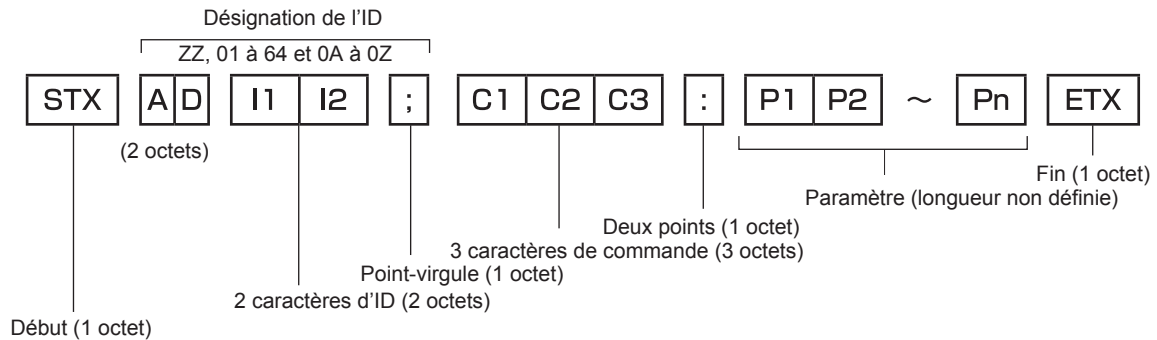 Désignation de l'ID
ZZ, 01 à 64 et 0A à 0Z
STX A D I1 I2 ; C1 C2 C3 : P1 P2 ～ Pn ETX
(2 octets)
Fin (1 octet)
Paramètre (longueur non définie)
Deux points (1 octet)
3 caractères de commande (3 octets)
Point-virgule (1 octet)
2 caractères d'ID (2 octets)
Début (1 octet)